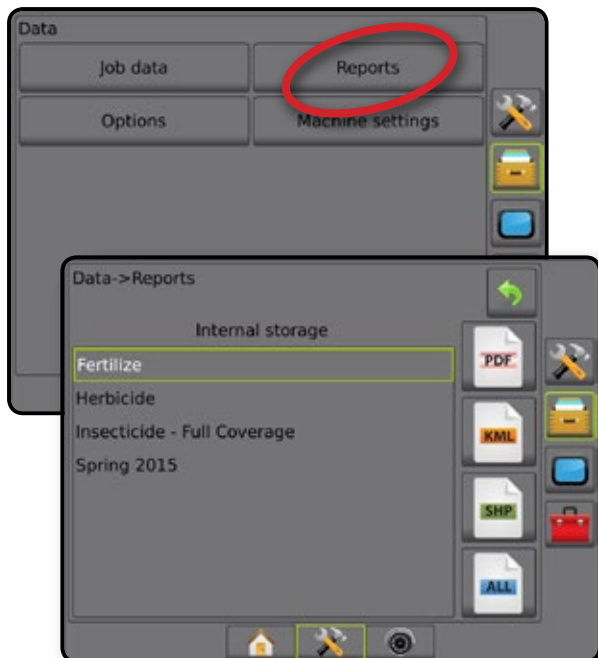 Data
Job data
Reports
Options
Machine settings
Data->Reports
Internal storage
Fertilize
Herbicide
Insecticide - Full Coverage
Spring 2015
PDF
KML
SHP
ALL